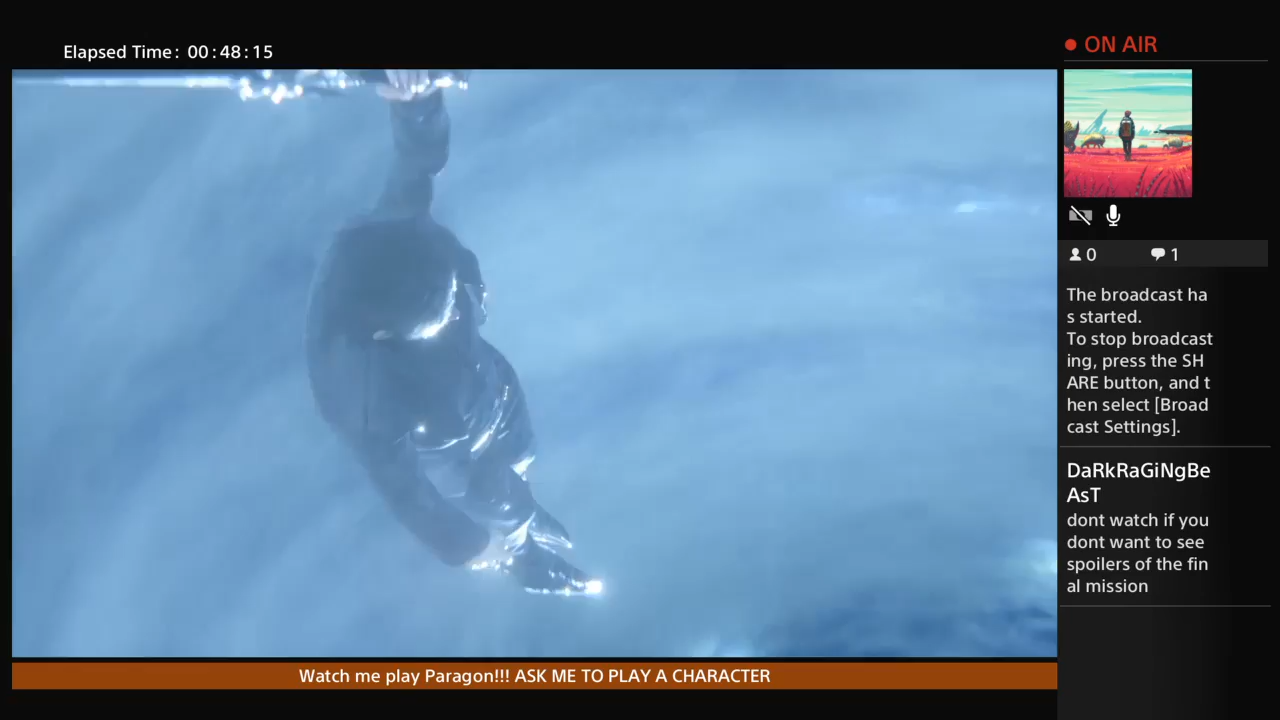 Elapsed Time: 00:48:15
ON AIR
0
1
The broadcast ha
s started.
To stop broadcast
ing, press the SH
ARE button, and t
hen select [Broad
cast Settings].
DaRkRaGiNgBe
AsT
dont watch if you
dont want to see
spoilers of the fin
al mission
Watch me play Paragon!!! ASK ME TO PLAY A CHARACTER